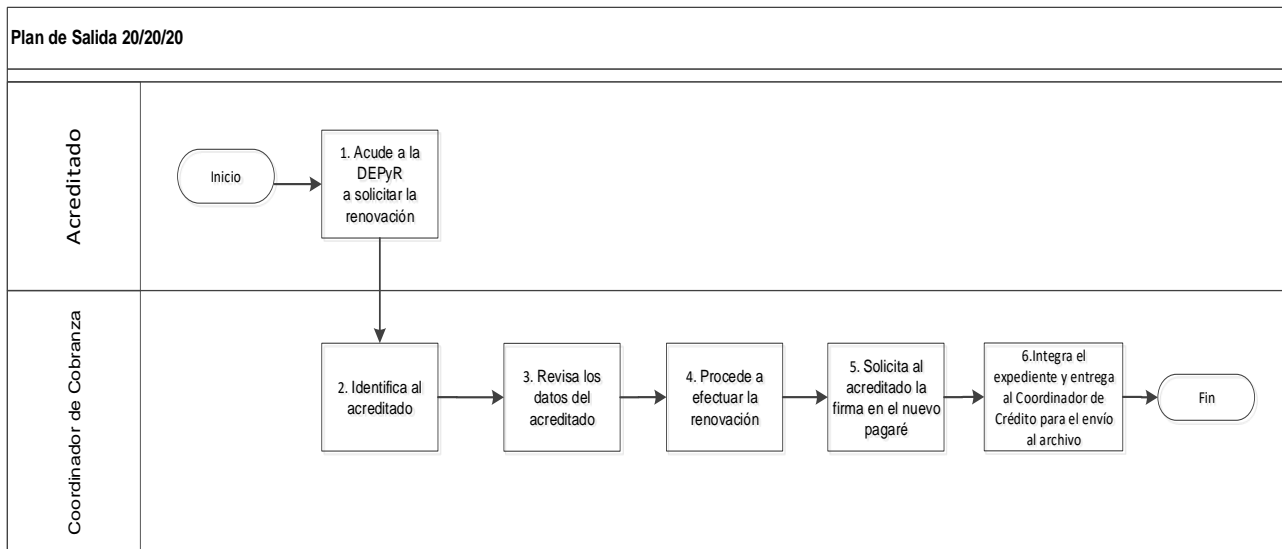 Plan de Salida 20/20/20
Acreditado
Inicio
1. Acude a la
DEPyR
a solicitar la
renovación
Coordinador de Cobranza
2. Identifica al
acreditado
3. Revisa los
datos del
acreditado
4. Procede a
efectuar la
renovación
5. Solicita al
acreditado la
firma en el nuevo
pagaré
6.Integra el
expediente y entrega
al Coordinador de
Crédito para el envío
al archivo
Fin